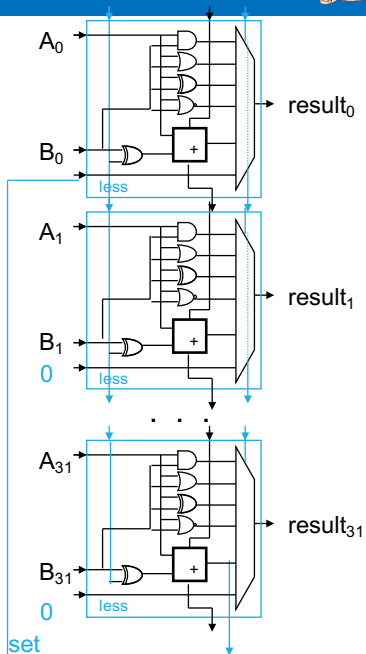 A0
result0
B0
+
less
A1
result1
B1
+
0
less
. . .
A31
result31
B31
+
0
less
set